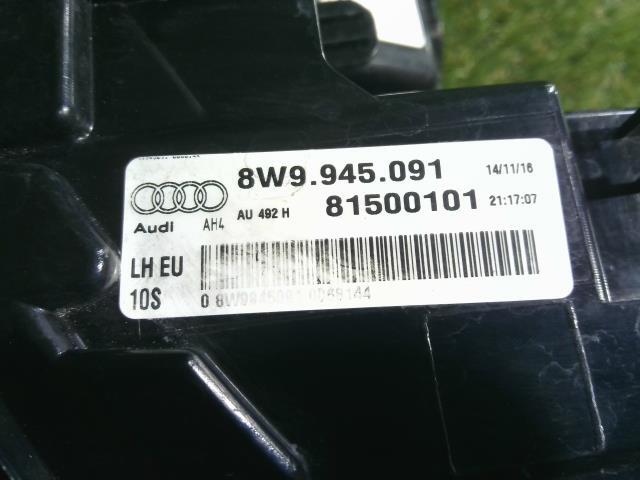 8W9.945.091 14/11/16
Audi AH4 AU 492 H 81500101 21:17:07
LH EU
10S